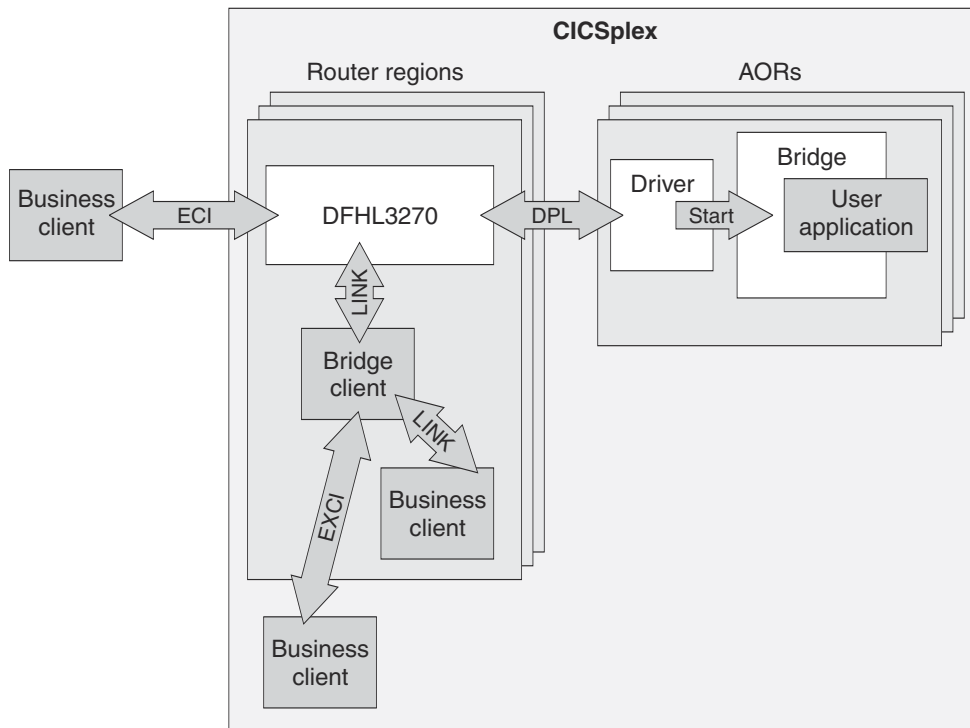 CICSplex
Router regions
AORs
Business
client
ECI
DFHL3270
DPL
Driver
Start
Bridge
User
application
LINK
Bridge
client
LINK
EXCI
Business
client
Business
client